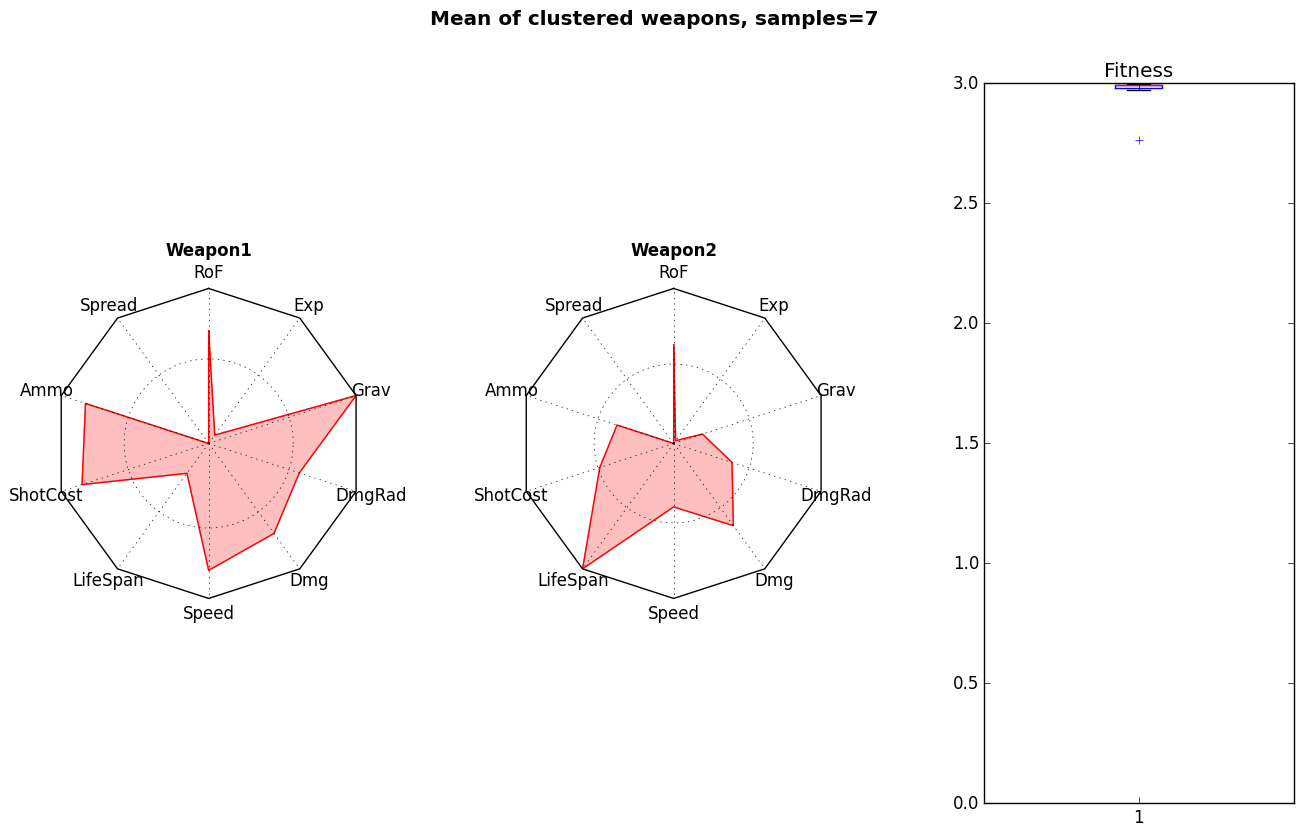 Mean of clustered weapons, samples=7
Weapon1
RoF
Spread
Exp
Ammo
Grav
ShotCost
DmgRad
LifeSpan
Dmg
Speed
Weapon2
RoF
Spread
Exp
Ammo
Grav
ShotCost
DmgRad
LifeSpan
Dmg
Speed
Fitness
3.0
2.5
2.0
1.5
1.0
0.5
0.0
1